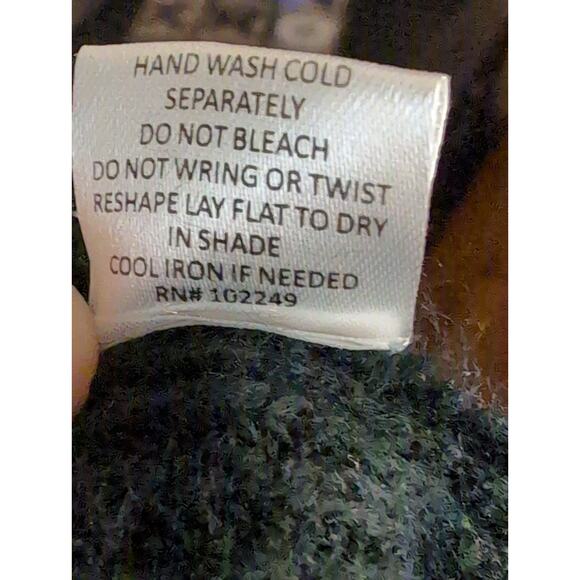 HAND WASH COLD
SEPARATELY
DO NOT BLEACH
DO NOT WRING OR TWIST
RESHAPE LAY FLAT TO DRY
IN SHADE
COOL IRON IF NEEDED
RN# 102249